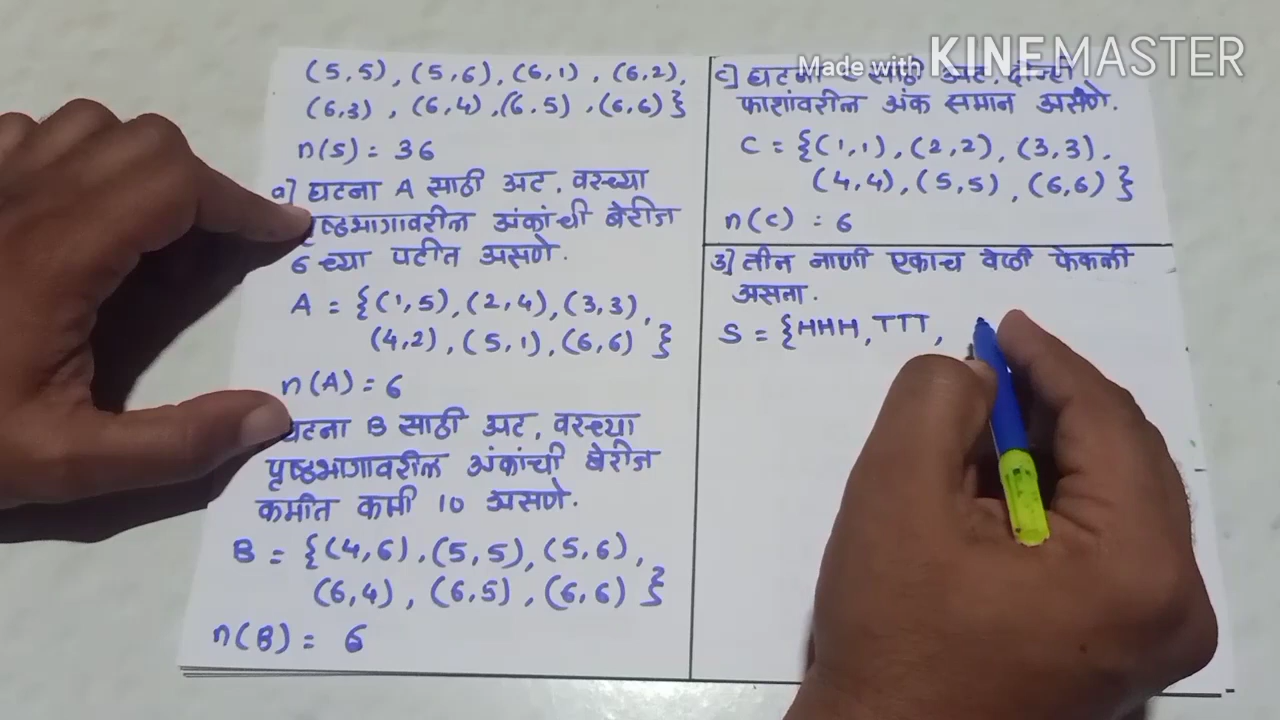 Made with KINEMASTER
(5,5), (5,6), (6,1), (6,2),
(6,3), (6,4), (6,5), (6,6)}
n(S) = 36
a] घटना A साठी अट, वरच्या
पृष्ठभागावरील अंकांची बेरीज
6 च्या पटीत असणे.
A = {(1,5), (2,4), (3,3),
(4,2), (5,1), (6,6) }
n(A) = 6
घटना B साठी अट, वरच्या
पृष्ठभागावरील अंकांची बेरीज
कमीत कमी 10 असणे.
B = {(4,6), (5,5), (5,6),
(6,4), (6,5), (6,6) }
n(B) = 6
c] घटना साठी अट,
फाशांवरील अंक समान असणे.
C = {(1,1), (2,2), (3,3),
(4,4), (5,5), (6,6) }
n(C) = 6
3] तीन नाणी एकाच वेळी फेकली
असता.
S = {HHH, TTT,